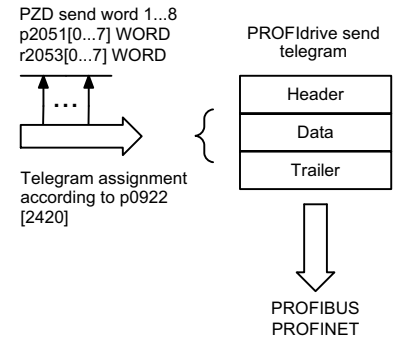 PZD send word 1...8
p2051[0...7] WORD
r2053[0...7] WORD
...
Telegram assignment
according to p0922
[2420]
PROFIdrive send
telegram
Header
Data
Trailer
PROFIBUS
PROFINET